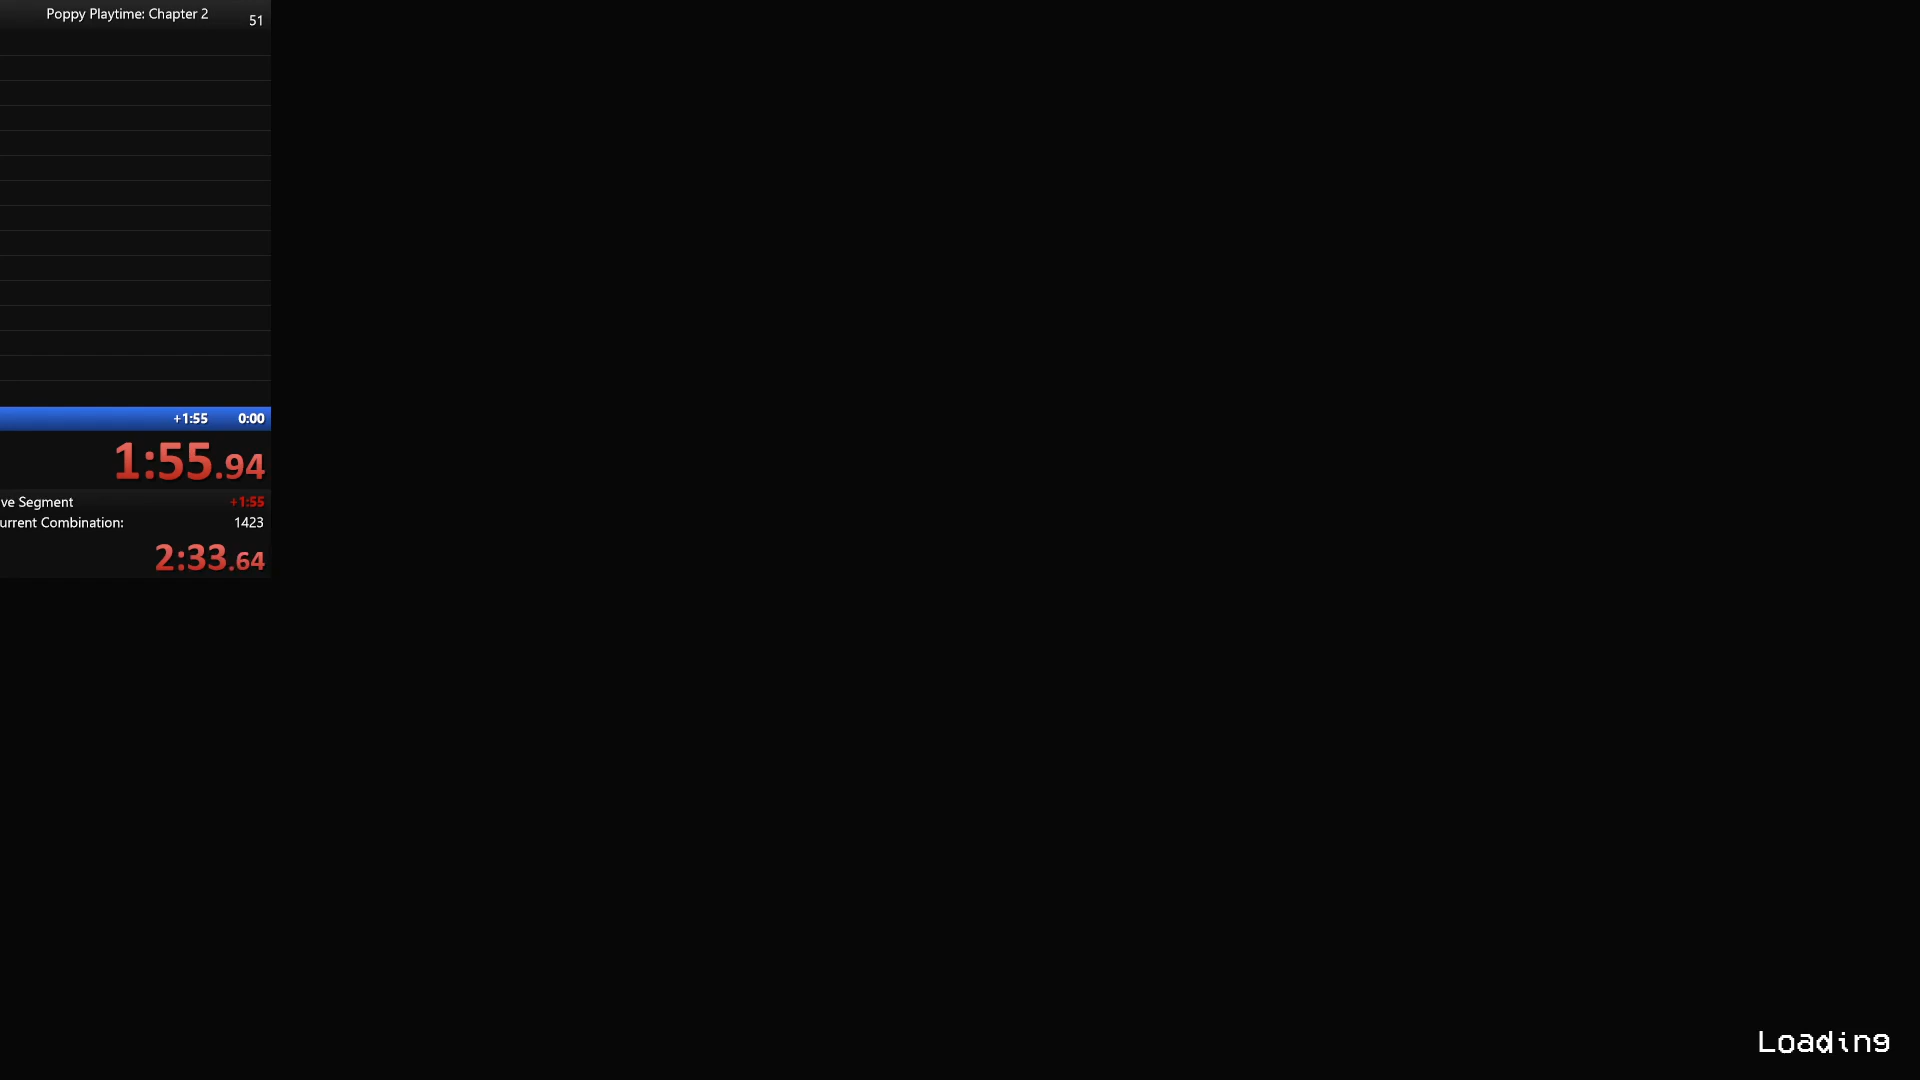 Poppy Playtime: Chapter 2
51
+1:55 0:00
1:55.94
ve Segment +1:55
urrent Combination: 1423
2:33.64
Loading